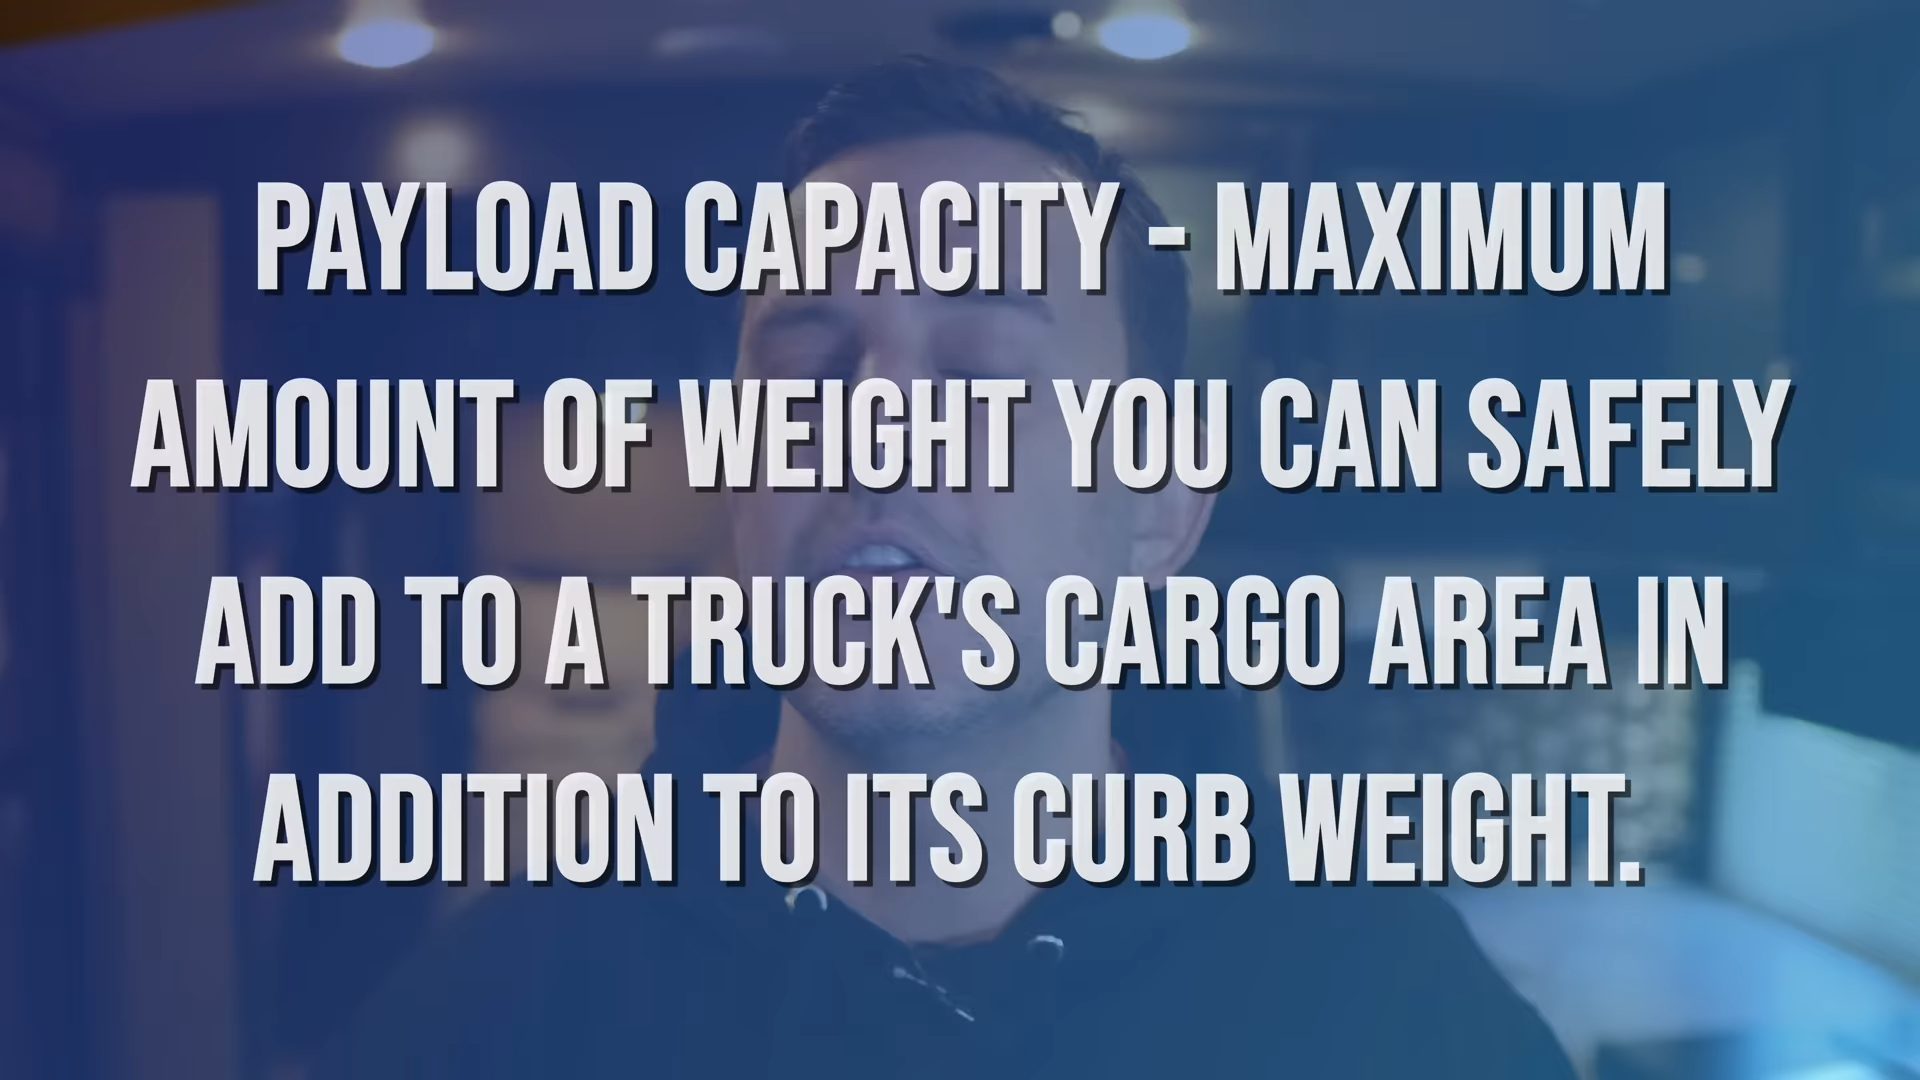 PAYLOAD CAPACITY - MAXIMUM
AMOUNT OF WEIGHT YOU CAN SAFELY
ADD TO A TRUCK'S CARGO AREA IN
ADDITION TO ITS CURB WEIGHT.